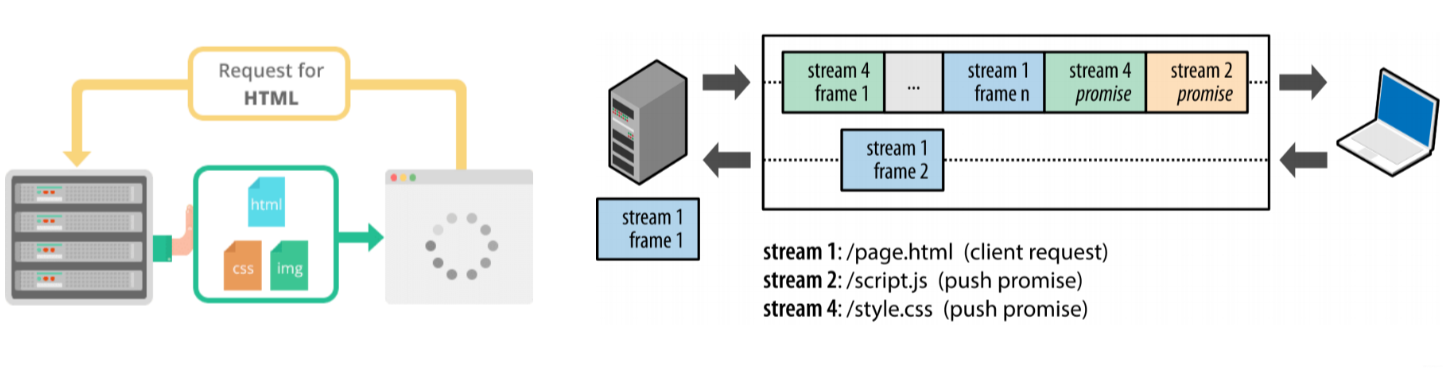 Request for
HTML
html
css
img
stream 4
frame 1
...
stream 1
frame n
stream 4
promise
stream 2
promise
stream 1
frame 2
stream 1
frame 1
stream 1: /page.html (client request)
stream 2: /script.js (push promise)
stream 4: /style.css (push promise)